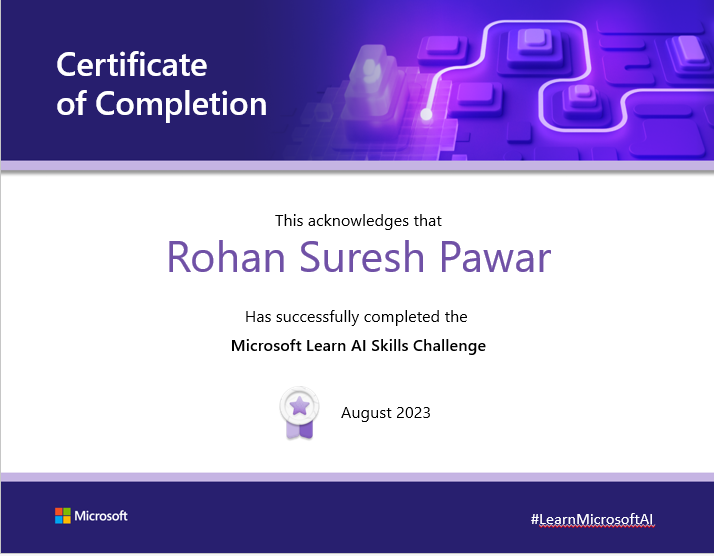 Certificate
of Completion
This acknowledges that
Rohan Suresh Pawar
Has successfully completed the
Microsoft Learn AI Skills Challenge
August 2023
Microsoft
#LearnMicrosoftAI